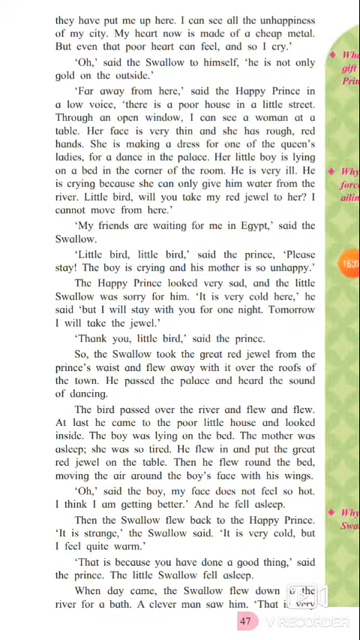 they have put me up here. I can see all the unhappiness
of my city. My heart now is made of a cheap metal.
But even that poor heart can feel, and so I cry.’
‘Oh,’ said the Swallow to himself, ‘he is not only
gold on the outside.’
‘Far away from here,’ said the Happy Prince
in a low voice, ‘there is a poor house in a little street.
Through an open window, I can see a woman at a
table. Her face is very thin and she has rough, red
hands. She is making a dress for one of the queen’s
ladies, for a dance in the palace. Her little boy is lying
on a bed in the corner of the room. He is very ill. He
is crying because she can only give him water from the
river. Little bird, will you take my red jewel to her? I
cannot move from here.’
‘My friends are waiting for me in Egypt,’ said the
Swallow.
‘Little bird, little bird,’ said the prince, ‘Please
stay! The boy is crying and his mother is so unhappy.’
The Happy Prince looked very sad, and the little
Swallow was sorry for him. ‘It is very cold here,’ he
said ‘but I will stay with you for one night. Tomorrow
I will take the jewel.’
‘Thank you, little bird,’ said the prince.
So, the Swallow took the great red jewel from the
prince’s waist and flew away with it over the roofs of
the town. He passed the palace and heard the sound
of dancing.
The bird passed over the river and flew and flew.
At last he came to the poor little house and looked
inside. The boy was lying on the bed. The mother was
asleep; she was so tired. He flew in and put the great
red jewel on the table. Then he flew round the bed,
moving the air around the boy’s face with his wings.
‘Oh,’ said the boy, my face does not feel so hot.
I think I am getting better.’ And he fell asleep.
Then the Swallow flew back to the Happy Prince.
‘It is strange,’ the Swallow said. ‘It is very cold, but
I feel quite warm.’
‘That is because you have done a good thing,’ said
the prince. The little Swallow fell asleep.
When day came, the Swallow flew down to the
river for a bath. A clever man saw him. ‘That is very
47
gift
Prin
Why
force
ailin
Why
Swa
V RECORDER